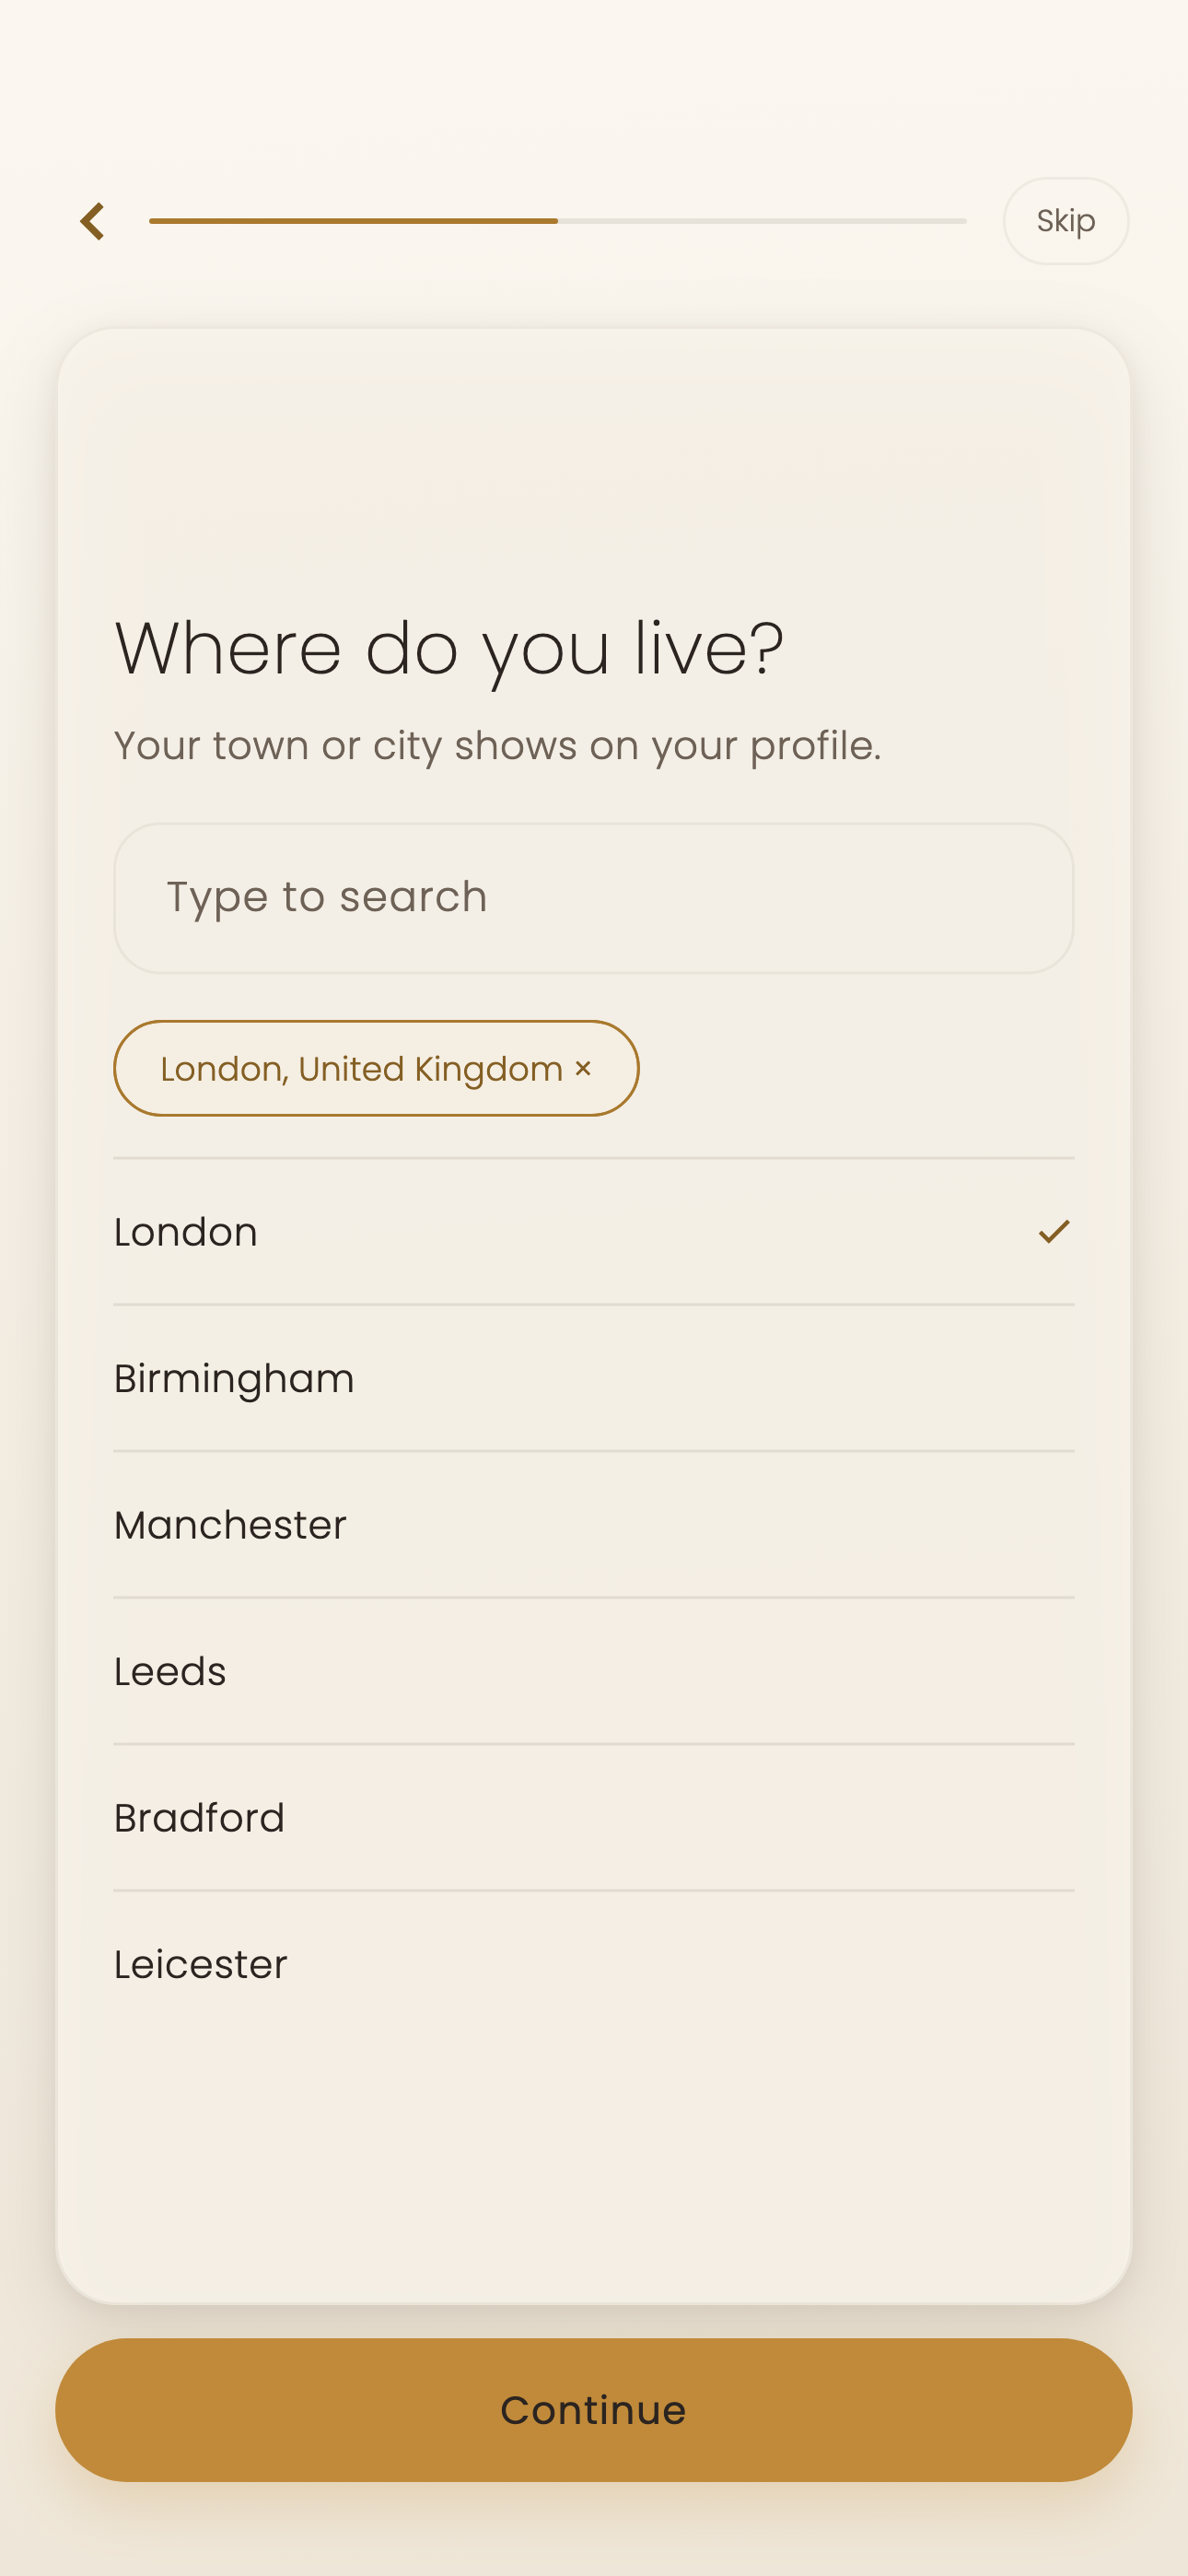 Skip
Where do you live?
Your town or city shows on your profile.
Type to search
London, United Kingdom ×
London
Birmingham
Manchester
Leeds
Bradford
Leicester
Continue